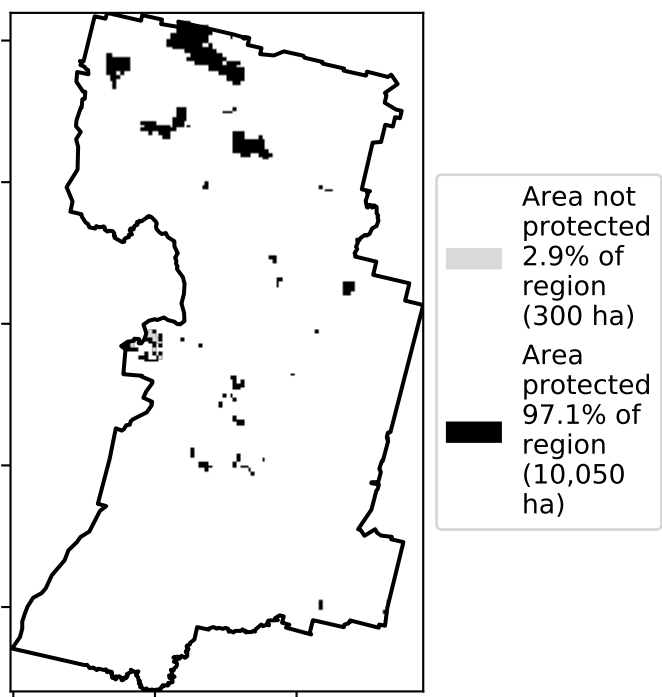 Area not
protected
2.9% of
region
(300 ha)
Area
protected
97.1% of
region
(10,050
ha)